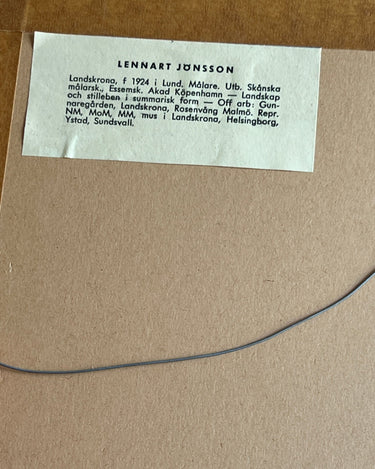 LENNART JÖNSSON
Landskrona, f 1924 i Lund. Målare. Utb. Skånska
målarsk., Essemsk. Akad Köpenhamn — Landskap
och stilleben i summarisk form — Off arb: Gun-
naregården, Landskrona, Rosenvång Malmö. Repr.
NM, MoM, MM, mus i Landskrona, Helsingborg,
Ystad, Sundsvall.